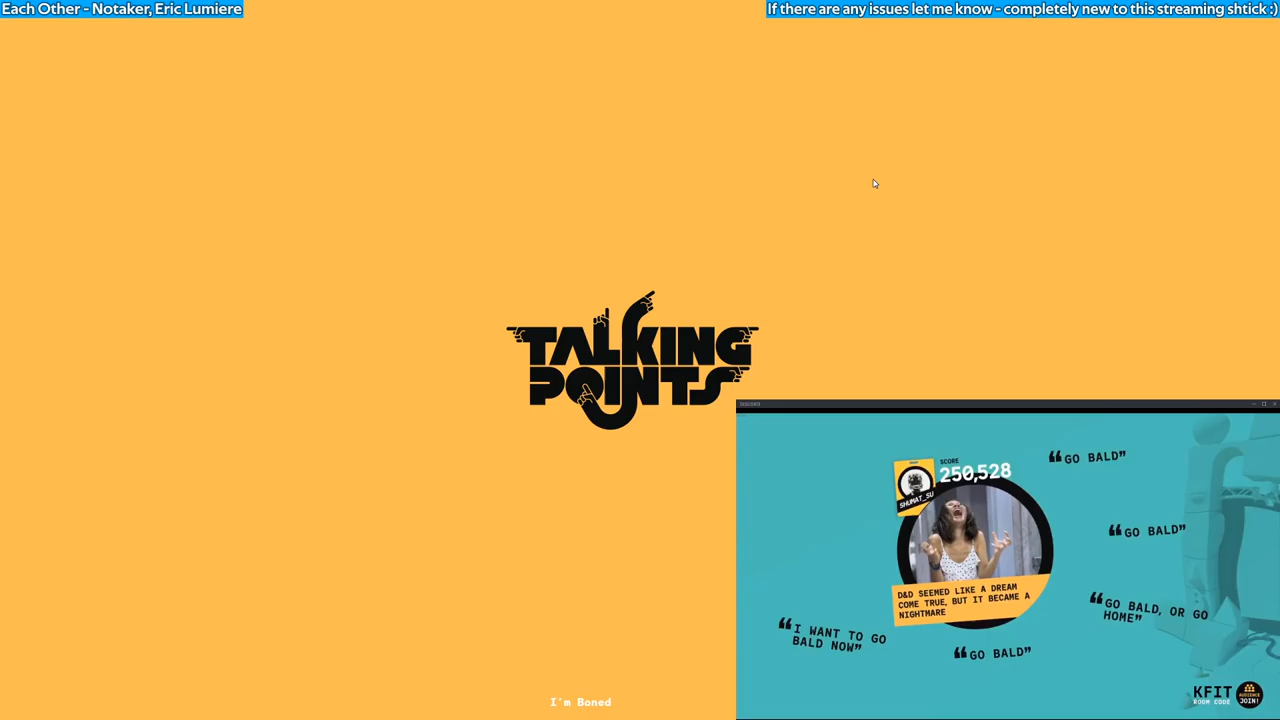 Each Other - Notaker, Eric Lumiere
If there are any issues let me know - completely new to this streaming shtick :)
TALKING
POINTS
SCORE
250,528
SHUMAT_SU
D&D SEEMED LIKE A DREAM
COME TRUE, BUT IT BECAME A
NIGHTMARE
“GO BALD”
“GO BALD”
“GO BALD, OR GO
HOME”
“I WANT TO GO
BALD NOW”
“GO BALD”
KFIT
ROOM CODE
AUDIENCE
JOIN!
I'm Boned